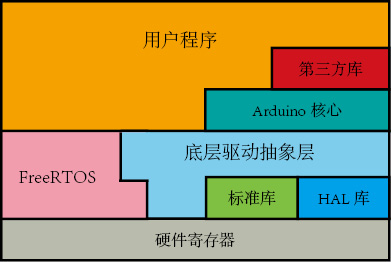 用户程序
第三方库
Arduino 核心
底层驱动抽象层
FreeRTOS
标准库
HAL 库
硬件寄存器